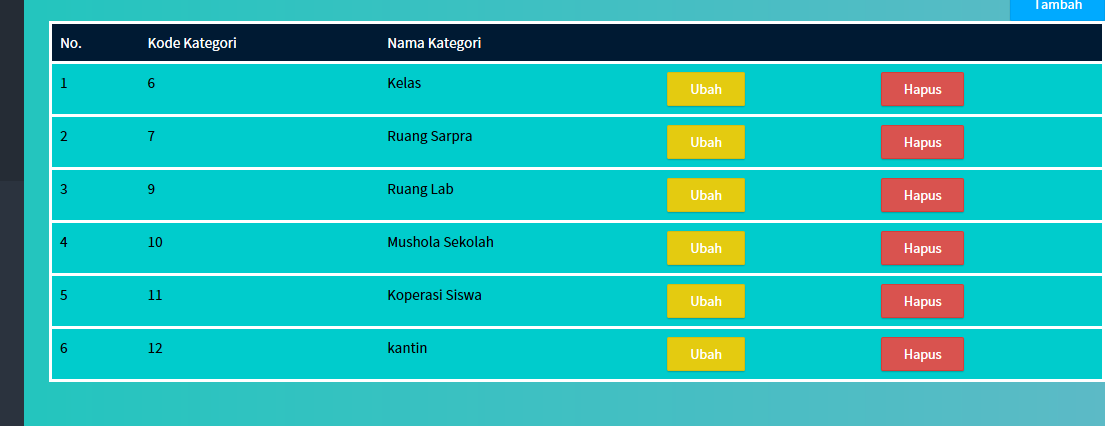 Tambah
No. Kode Kategori Nama Kategori
1 6 Kelas Ubah Hapus
2 7 Ruang Sarpra Ubah Hapus
3 9 Ruang Lab Ubah Hapus
4 10 Mushola Sekolah Ubah Hapus
5 11 Koperasi Siswa Ubah Hapus
6 12 kantin Ubah Hapus